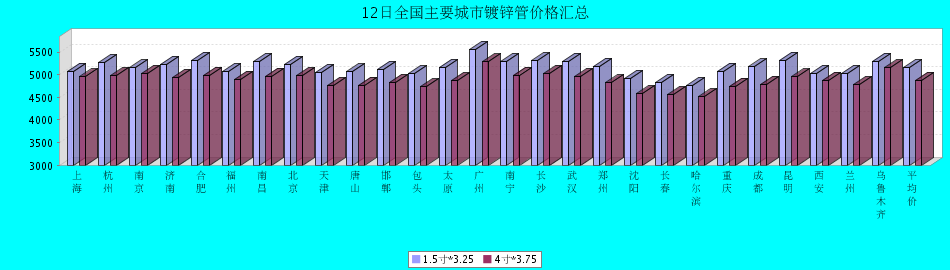 12日全国主要城市镀锌管价格汇总
5500
5000
4500
4000
3500
3000
上海
杭州
南京
济南
合肥
福州
南昌
北京
天津
唐山
邯郸
包头
太原
广州
南宁
长沙
武汉
郑州
沈阳
长春
哈尔滨
重庆
成都
昆明
西安
兰州
乌鲁木齐
平均价
1.5寸*3.25
4寸*3.75